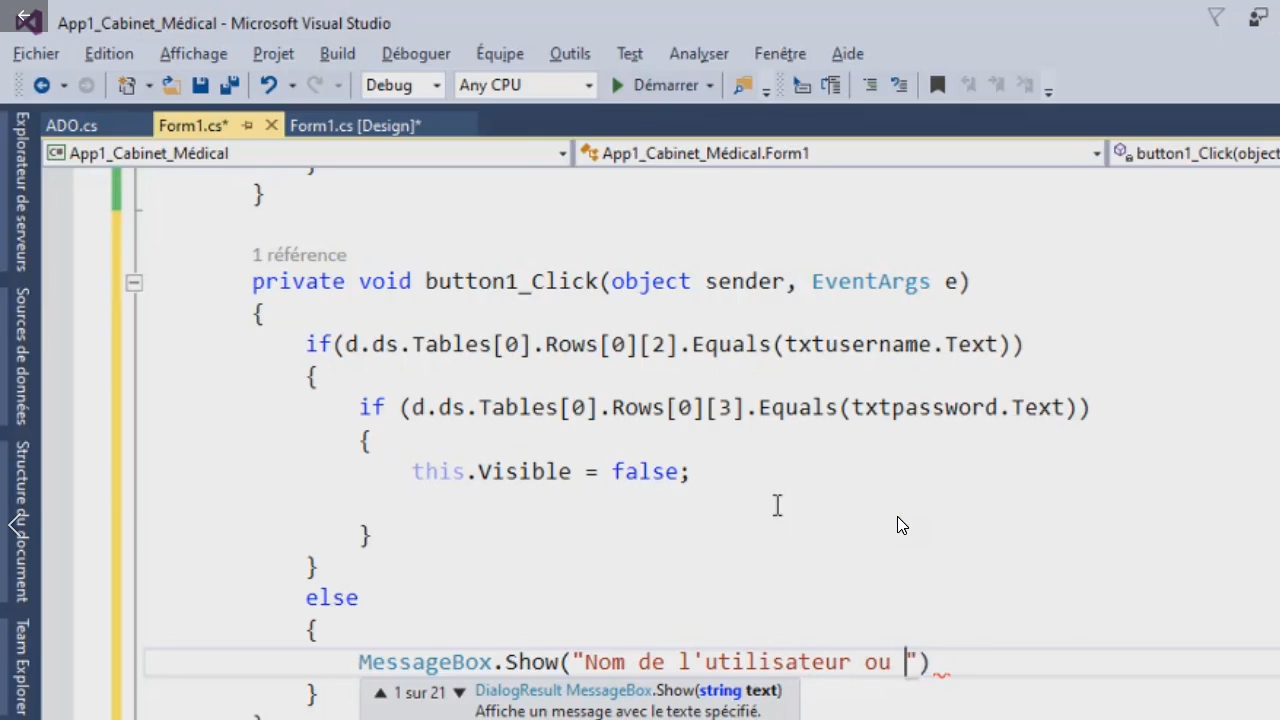 App1_Cabinet_Médical - Microsoft Visual Studio
Fichier Edition Affichage Projet Build Déboguer Équipe Outils Test Analyser Fenêtre Aide
Debug Any CPU Démarrer
ADO.cs Form1.cs* Form1.cs [Design]*
App1_Cabinet_Médical App1_Cabinet_Médical.Form1 button1_Click(object
Explorateur de serveurs
Sources de données
Structure du document
Team Explorer
}
}
1 référence
private void button1_Click(object sender, EventArgs e)
{
if(d.ds.Tables[0].Rows[0][2].Equals(txtusername.Text))
{
if (d.ds.Tables[0].Rows[0][3].Equals(txtpassword.Text))
{
this.Visible = false;
}
}
else
{
MessageBox.Show("Nom de l'utilisateur ou ")
}
▲ 1 sur 21 ▼ DialogResult MessageBox.Show(string text)
Affiche un message avec le texte spécifié.